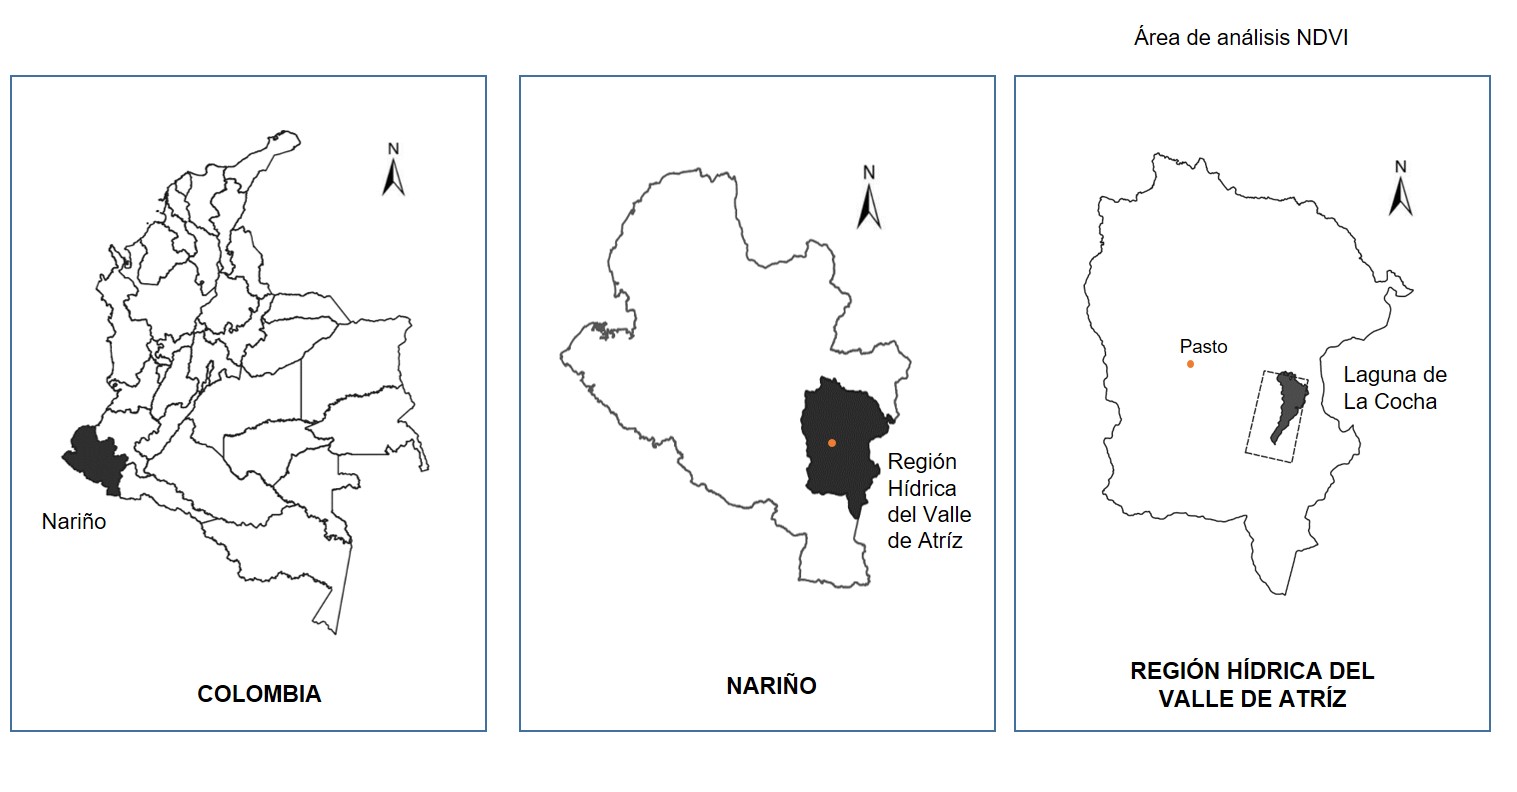 Área de análisis NDVI
N
Nariño
COLOMBIA
N
Región
Hídrica
del Valle
de Atríz
NARIÑO
N
Pasto
Laguna de
La Cocha
REGIÓN HÍDRICA DEL
VALLE DE ATRÍZ